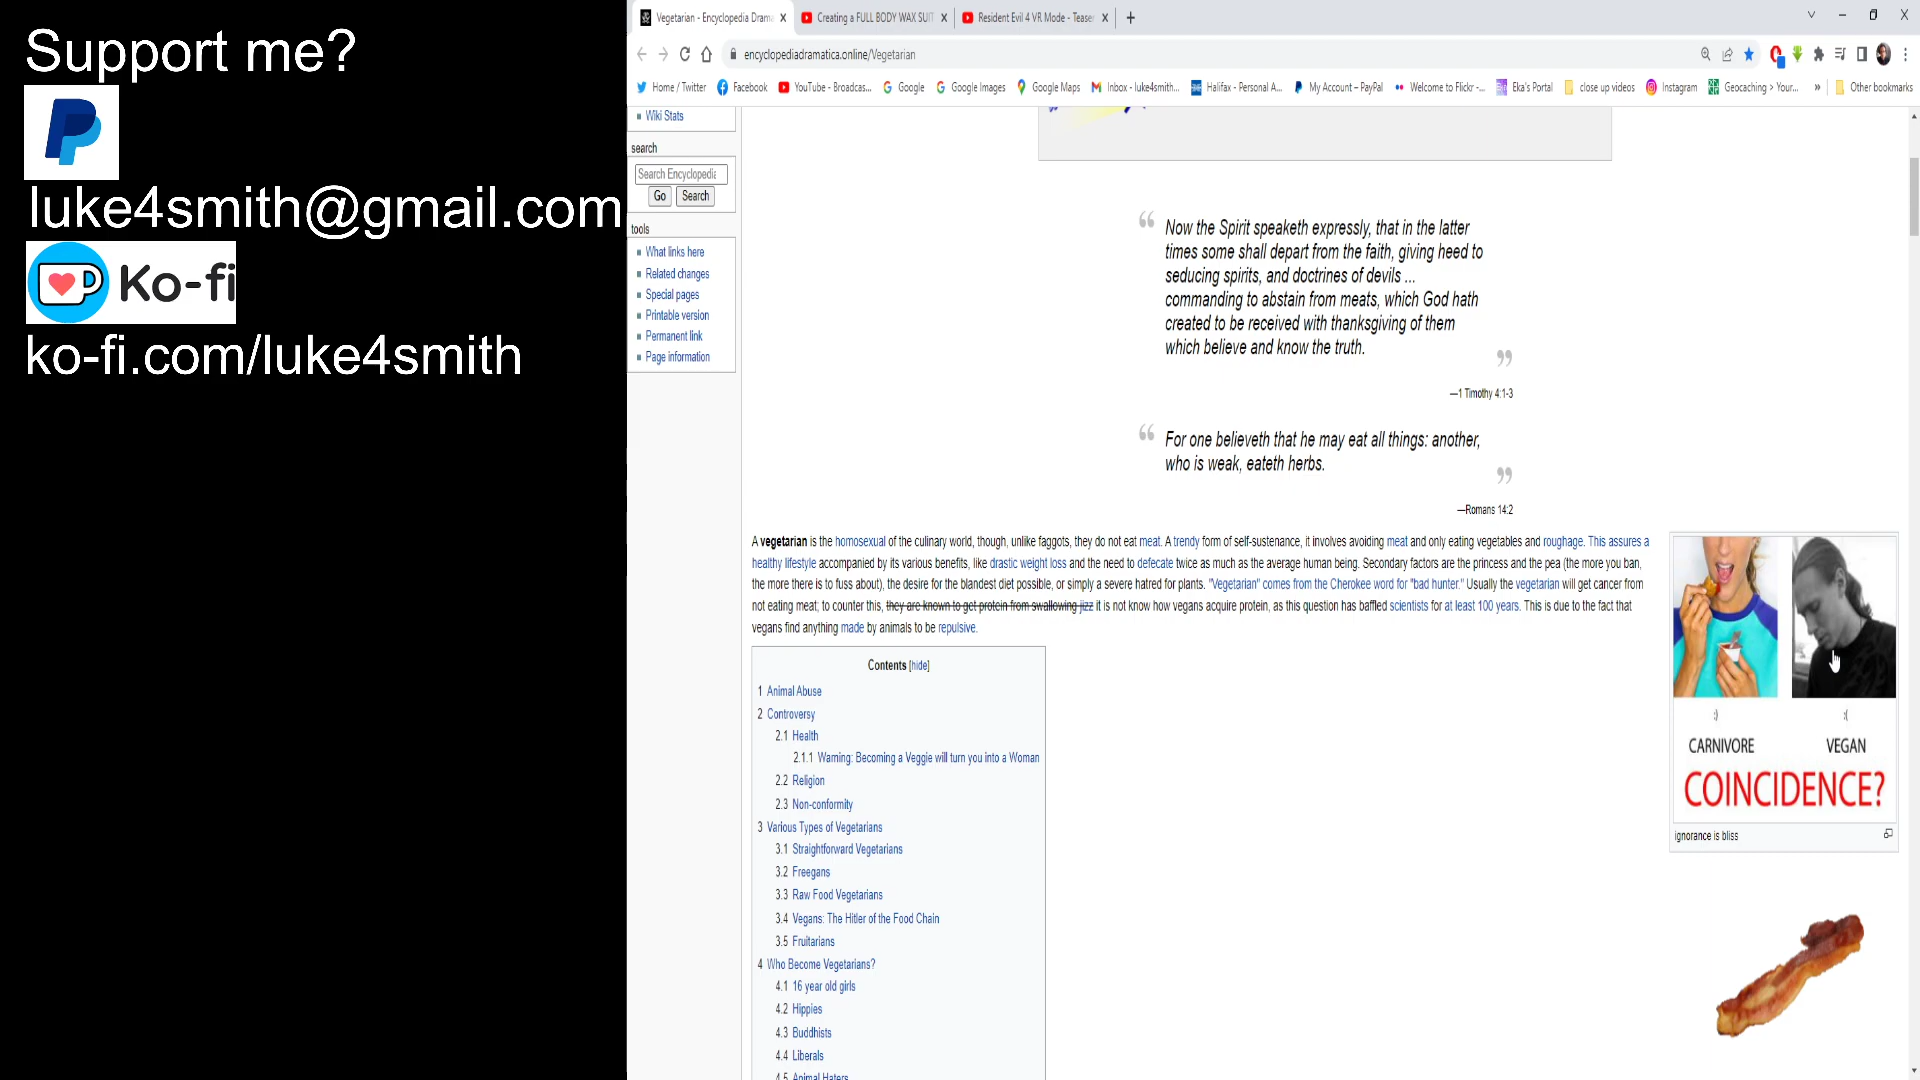 Support me?
luke4smith@gmail.com
Ko-fi
ko-fi.com/luke4smith
Vegetarian - Encyclopedia Drama
Creating a FULL BODY WAX SUIT
Resident Evil 4 VR Mode - Teaser
encyclopediadramatica.online/Vegetarian
Home / Twitter
Facebook
YouTube - Broadcas...
Google
Google Images
Google Maps
Inbox - luke4smith...
Halifax - Personal A...
My Account – PayPal
Welcome to Flickr -...
Eka's Portal
close up videos
Instagram
Geocaching > Your...
»
Other bookmarks
Wiki Stats
search
Search Encyclopedia
Go
Search
tools
What links here
Related changes
Special pages
Printable version
Permanent link
Page information
“ Now the Spirit speaketh expressly, that in the latter
times some shall depart from the faith, giving heed to
seducing spirits, and doctrines of devils ...
commanding to abstain from meats, which God hath
created to be received with thanksgiving of them
which believe and know the truth. ”
—1 Timothy 4:1-3
“ For one believeth that he may eat all things: another,
who is weak, eateth herbs. ”
—Romans 14:2
A vegetarian is the homosexual of the culinary world, though, unlike faggots, they do not eat meat. A trendy form of self-sustenance, it involves avoiding meat and only eating vegetables and roughage. This assures a
healthy lifestyle accompanied by its various benefits, like drastic weight loss and the need to defecate twice as much as the average human being. Secondary factors are the princess and the pea (the more you ban,
the more there is to fuss about), the desire for the blandest diet possible, or simply a severe hatred for plants. "Vegetarian" comes from the Cherokee word for "bad hunter." Usually the vegetarian will get cancer from
not eating meat; to counter this, they are known to get protein from swallowing jizz it is not know how vegans acquire protein, as this question has baffled scientists for at least 100 years. This is due to the fact that
vegans find anything made by animals to be repulsive.
Contents [hide]
1 Animal Abuse
2 Controversy
2.1 Health
2.1.1 Warning: Becoming a Veggie will turn you into a Woman
2.2 Religion
2.3 Non-conformity
3 Various Types of Vegetarians
3.1 Straightforward Vegetarians
3.2 Freegans
3.3 Raw Food Vegetarians
3.4 Vegans: The Hitler of the Food Chain
3.5 Fruitarians
4 Who Become Vegetarians?
4.1 16 year old girls
4.2 Hippies
4.3 Buddhists
4.4 Liberals
4.5 Animal Haters
:) :(
CARNIVORE VEGAN
COINCIDENCE?
ignorance is bliss